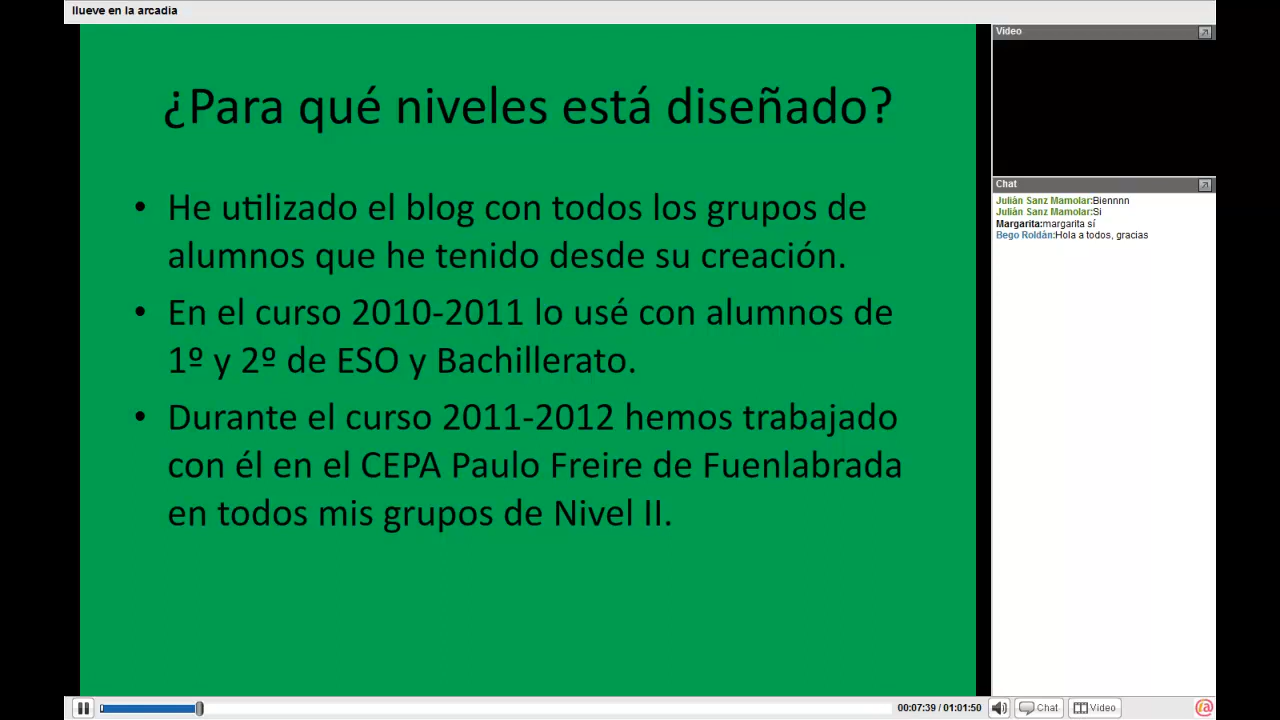 llueve en la arcadia
¿Para qué niveles está diseñado?
• He utilizado el blog con todos los grupos de
alumnos que he tenido desde su creación.
• En el curso 2010-2011 lo usé con alumnos de
1º y 2º de ESO y Bachillerato.
• Durante el curso 2011-2012 hemos trabajado
con él en el CEPA Paulo Freire de Fuenlabrada
en todos mis grupos de Nivel II.
Vídeo
Chat
Julián Sanz Mamolar:Biennnn
Julián Sanz Mamolar:Si
Margarita:margarita sí
Bego Roldán:Hola a todos, gracias
00:07:39 / 01:01:50
Chat
Vídeo